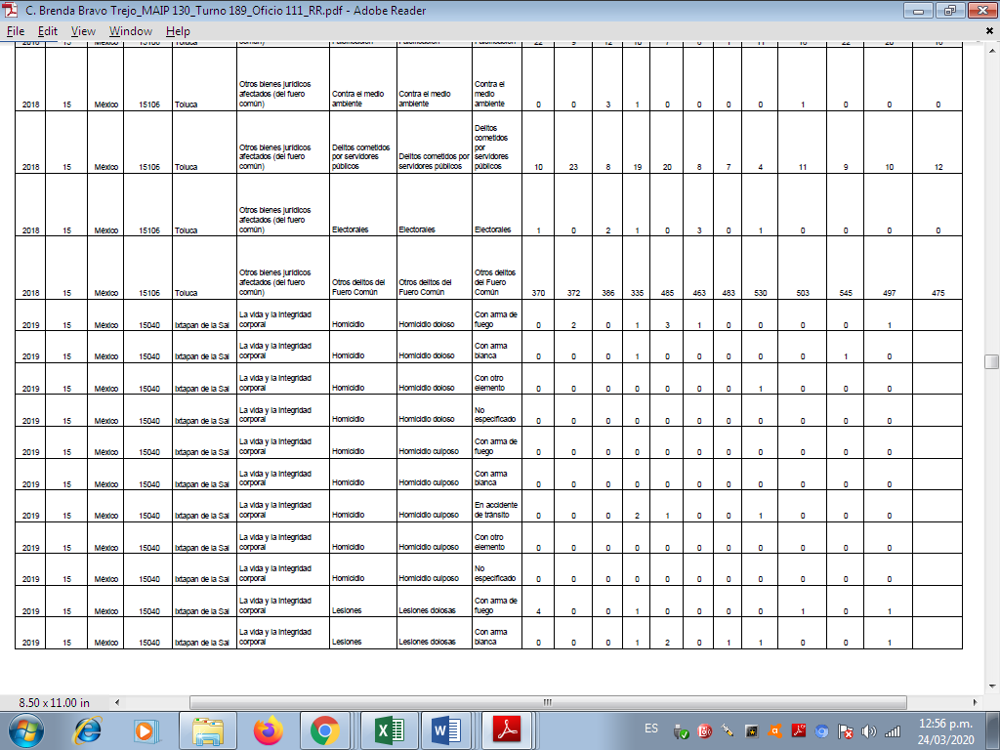 C. Brenda Bravo Trejo_MAIP 130_Turno 189_Oficio 111_RR.pdf - Adobe Reader
File Edit View Window Help
2018 15 México 15106 Toluca Otros bienes jurídicos afectados (del fuero común) Contra el medio ambiente Contra el medio ambiente Contra el medio ambiente 0 0 3 1 0 0 0 0 1 0 0 0
2018 15 México 15106 Toluca Otros bienes jurídicos afectados (del fuero común) Delitos cometidos por servidores públicos Delitos cometidos por servidores públicos Delitos cometidos por servidores públicos 10 23 8 19 20 8 7 4 11 9 10 12
2018 15 México 15106 Toluca Otros bienes jurídicos afectados (del fuero común) Electorales Electorales Electorales 1 0 2 1 0 3 0 1 0 0 0 0
2018 15 México 15106 Toluca Otros bienes jurídicos afectados (del fuero común) Otros delitos del Fuero Común Otros delitos del Fuero Común Otros delitos del Fuero Común 370 372 386 335 485 463 483 530 503 545 497 475
2019 15 México 15040 Ixtapan de la Sal La vida y la Integridad corporal Homicidio Homicidio doloso Con arma de fuego 0 2 0 1 3 1 0 0 0 0 1
2019 15 México 15040 Ixtapan de la Sal La vida y la Integridad corporal Homicidio Homicidio doloso Con arma blanca 0 0 0 1 0 0 0 0 0 1 0
2019 15 México 15040 Ixtapan de la Sal La vida y la Integridad corporal Homicidio Homicidio doloso Con otro elemento 0 0 0 0 0 0 0 1 0 0 0
2019 15 México 15040 Ixtapan de la Sal La vida y la Integridad corporal Homicidio Homicidio doloso No especificado 0 0 0 0 0 0 0 0 0 0 0
2019 15 México 15040 Ixtapan de la Sal La vida y la Integridad corporal Homicidio Homicidio culposo Con arma de fuego 0 0 0 0 0 0 0 0 0 0 0
2019 15 México 15040 Ixtapan de la Sal La vida y la Integridad corporal Homicidio Homicidio culposo Con arma blanca 0 0 0 0 0 0 0 0 0 0 0
2019 15 México 15040 Ixtapan de la Sal La vida y la Integridad corporal Homicidio Homicidio culposo En accidente de tránsito 0 0 0 2 1 0 0 1 0 0 0
2019 15 México 15040 Ixtapan de la Sal La vida y la Integridad corporal Homicidio Homicidio culposo Con otro elemento 0 0 0 0 0 0 0 0 0 0 0
2019 15 México 15040 Ixtapan de la Sal La vida y la Integridad corporal Homicidio Homicidio culposo No especificado 0 0 0 0 0 0 0 0 0 0 0
2019 15 México 15040 Ixtapan de la Sal La vida y la Integridad corporal Lesiones Lesiones dolosas Con arma de fuego 4 0 0 1 0 0 0 0 1 0 1
2019 15 México 15040 Ixtapan de la Sal La vida y la Integridad corporal Lesiones Lesiones dolosas Con arma blanca 0 0 0 1 2 0 1 1 0 0 1
8.50 x 11.00 in
ES
12:56 p.m.
24/03/2020